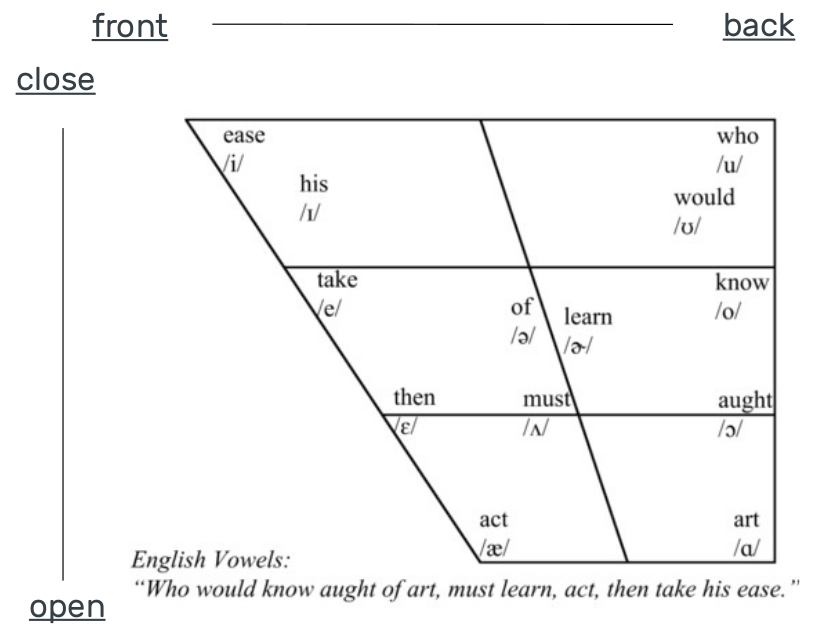 front back
close
ease who
/i/ /u/
his would
/ɪ/ /ʊ/
take know
/e/ /o/
of learn
/ə/ /ɚ/
then must aught
/ɛ/ /ʌ/ /ɔ/
act art
/æ/ /ɑ/
English Vowels:
“Who would know aught of art, must learn, act, then take his ease.”
open